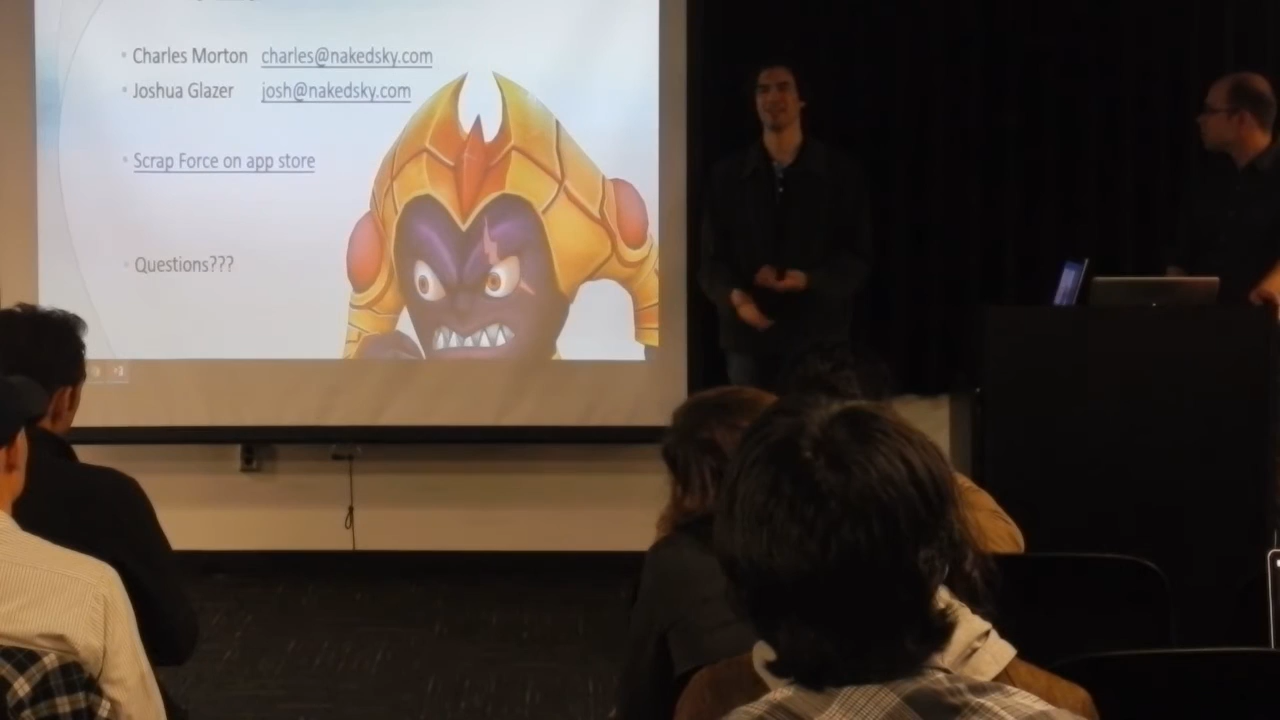 • Charles Morton charles@nakedsky.com
• Joshua Glazer josh@nakedsky.com
• Scrap Force on app store
• Questions???